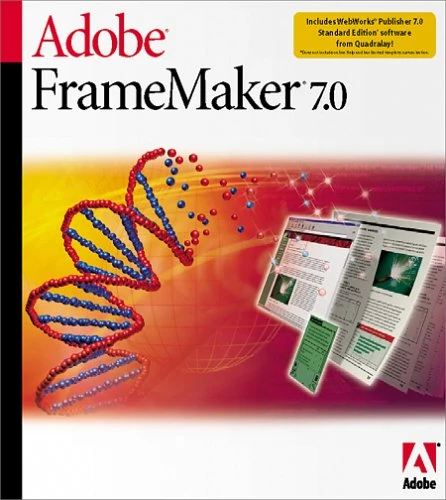 Adobe®
FrameMaker® 7.0
Includes WebWorks® Publisher 7.0
Standard Edition* software
from Quadralay!
Adobe